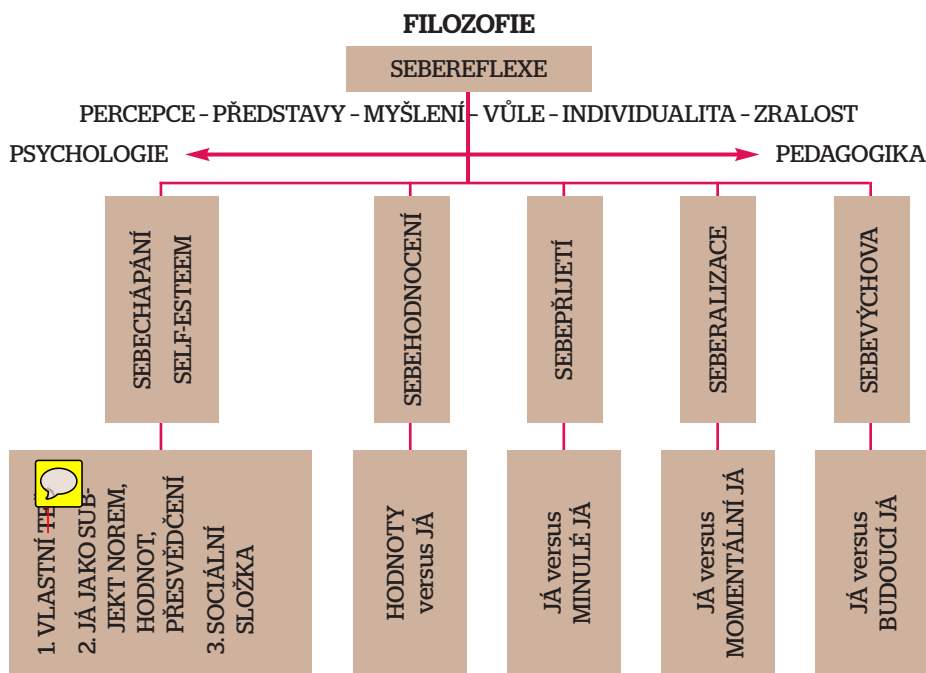 FILOZOFIE
SEBEREFLEXE
PERCEPCE – PŘEDSTAVY – MYŠLENÍ – VŮLE – INDIVIDUALITA – ZRALOST
PSYCHOLOGIE
PEDAGOGIKA
SEBECHÁPÁNÍ
SELF-ESTEEM
SEBEHODNOCENÍ
SEBEPŘIJETÍ
SEBERALIZACE
SEBEVÝCHOVA
1. VLASTNÍ
2. JÁ JAKO SUB-
JEKT NOREM,
HODNOT,
PŘESVĚDČENÍ
3. SOCIÁLNÍ
SLOŽKA
HODNOTY
versus JÁ
JÁ versus
MINULÉ JÁ
JÁ versus
MOMENTÁLNÍ JÁ
JÁ versus
BUDOUCÍ JÁ